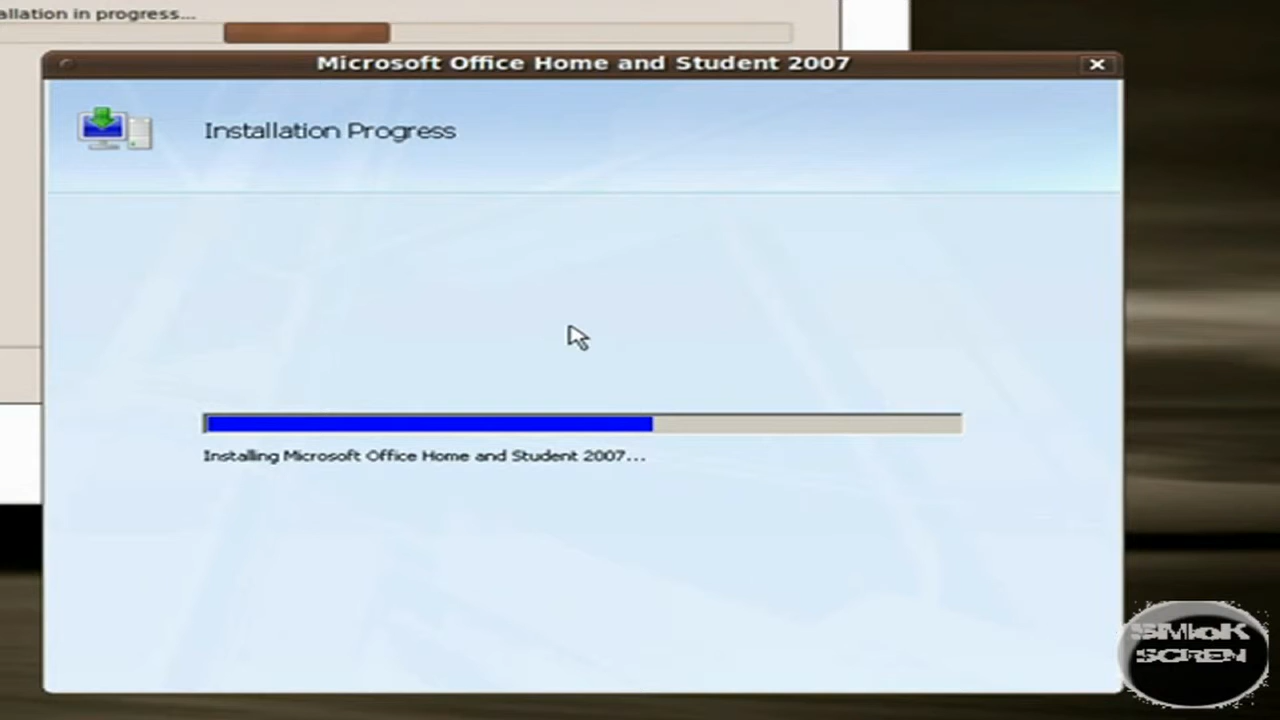 allation in progress...
Microsoft Office Home and Student 2007
Installation Progress
Installing Microsoft Office Home and Student 2007...
SMoK
SCREN